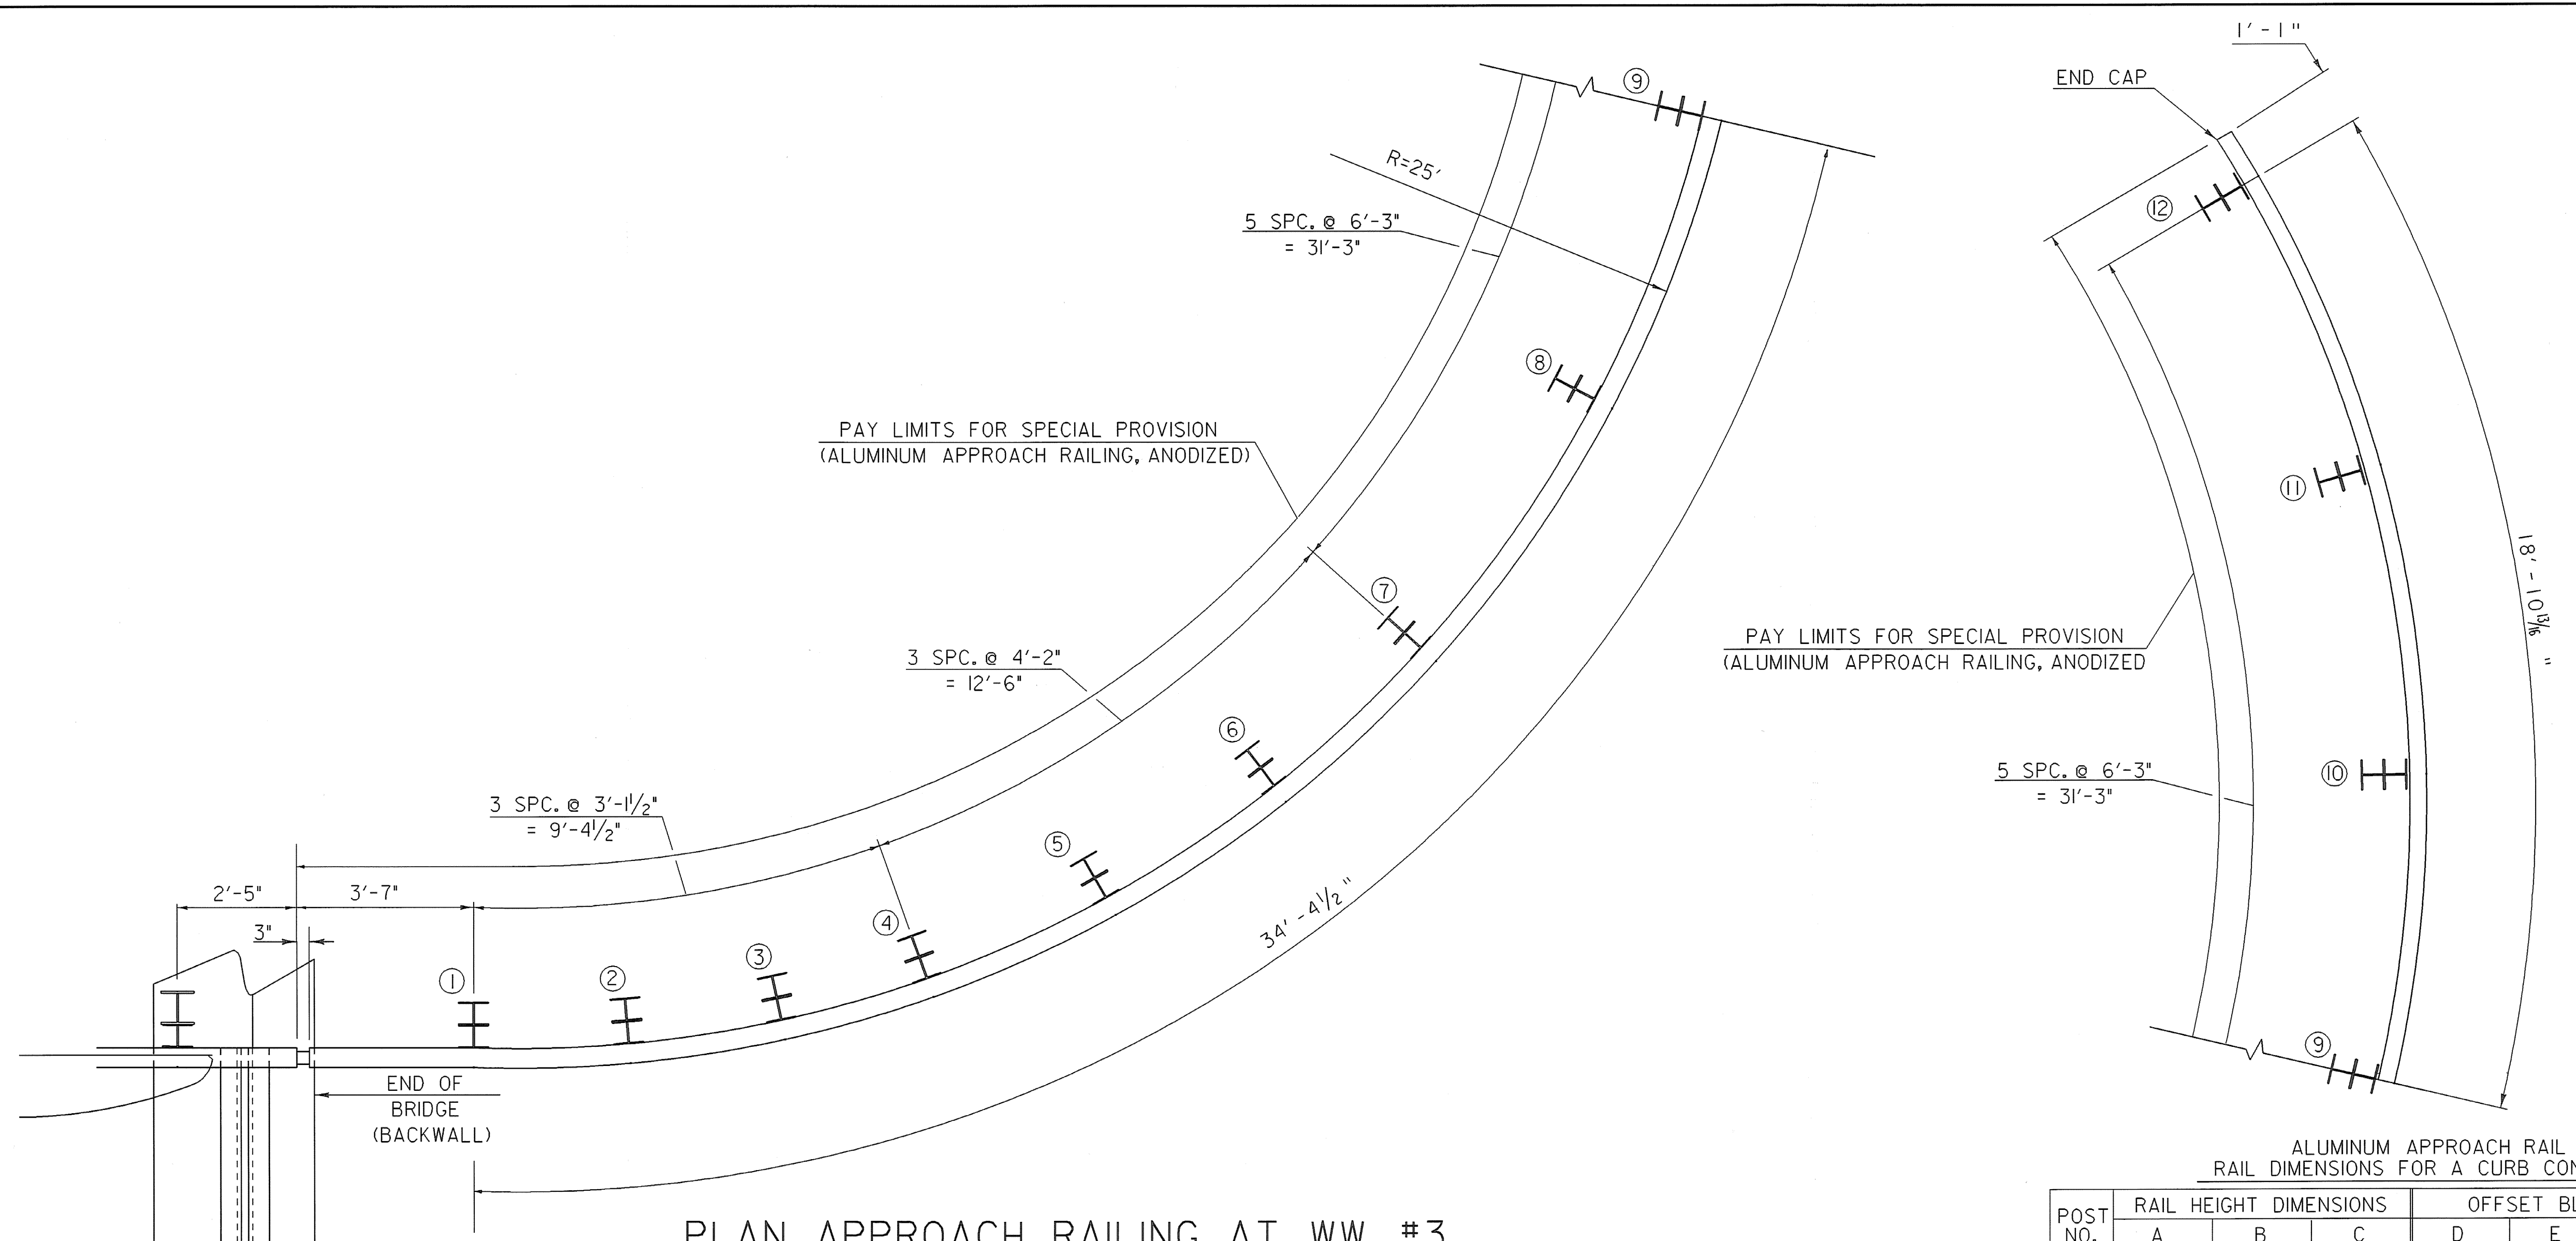 1'-1"
END CAP
9
R=25'
5 SPC. @ 6'-3"
= 31'-3"
12
8
11
PAY LIMITS FOR SPECIAL PROVISION
(ALUMINUM APPROACH RAILING, ANODIZED)
18'-10 13/16"
7
PAY LIMITS FOR SPECIAL PROVISION
(ALUMINUM APPROACH RAILING, ANODIZED
3 SPC. @ 4'-2"
= 12'-6"
6
5 SPC. @ 6'-3"
= 31'-3"
10
3 SPC. @ 3'-1 1/2"
= 9'-4 1/2"
5
2'-5"
3'-7"
34'-4 1/2"
4
3"
3
2
1
9
END OF
BRIDGE
(BACKWALL)
ALUMINUM APPROACH RAIL
RAIL DIMENSIONS FOR A CURB
PLAN APPROACH RAILING AT WW #3
POST
NO.
RAIL HEIGHT DIMENSIONS
OFFSET
A B C D E